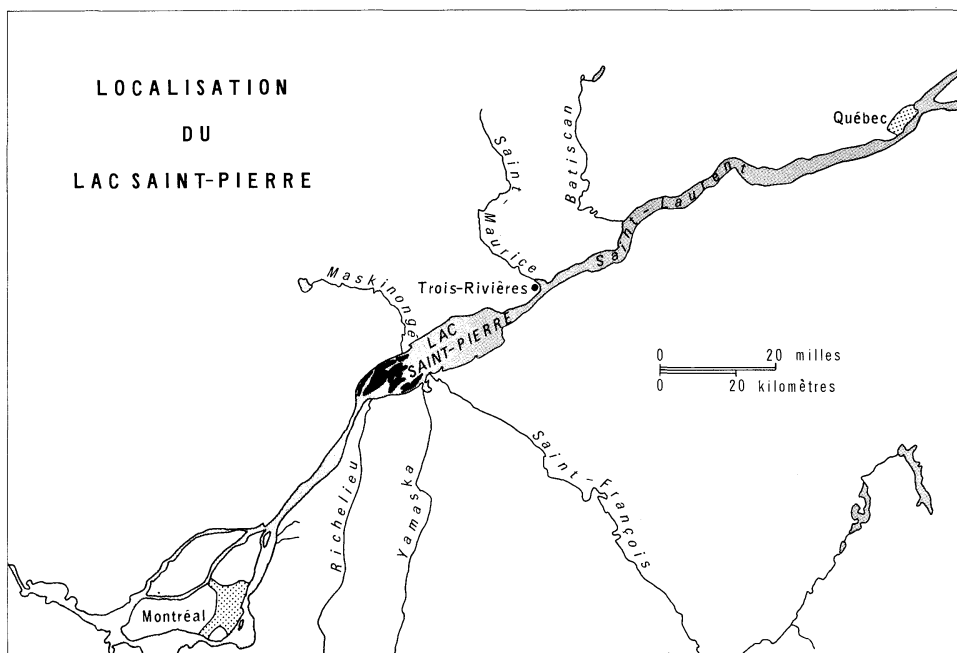 LOCALISATION
DU
LAC SAINT-PIERRE
Québec
Batiscan
Saint-Maurice
Saint-Laurent
Maskinongé
Trois-Rivières
LAC
SAINT-PIERRE
0 20 milles
0 20 kilomètres
Richelieu
Yamaska
Saint-François
Montréal